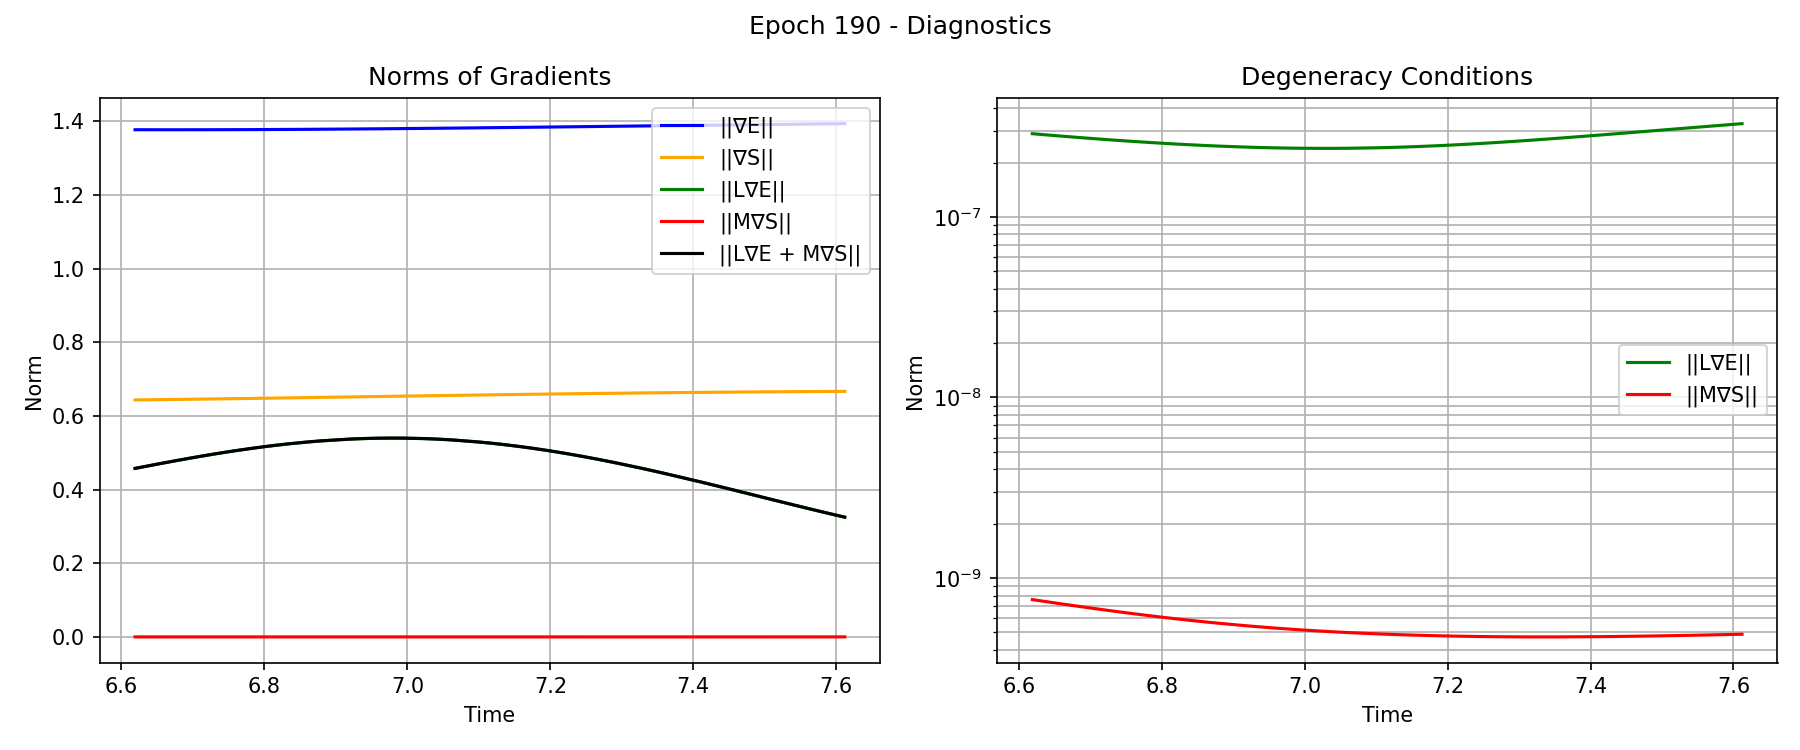 Epoch 190 - Diagnostics
Norms of Gradients
1.4
1.2
1.0
0.8
0.6
0.4
0.2
0.0
Norm
6.6 6.8 7.0 7.2 7.4 7.6
Time
||∇E||
||∇S||
||L∇E||
||M∇S||
||L∇E + M∇S||
Degeneracy Conditions
10⁻⁷
10⁻⁸
10⁻⁹
Norm
6.6 6.8 7.0 7.2 7.4 7.6
Time
||L∇E||
||M∇S||